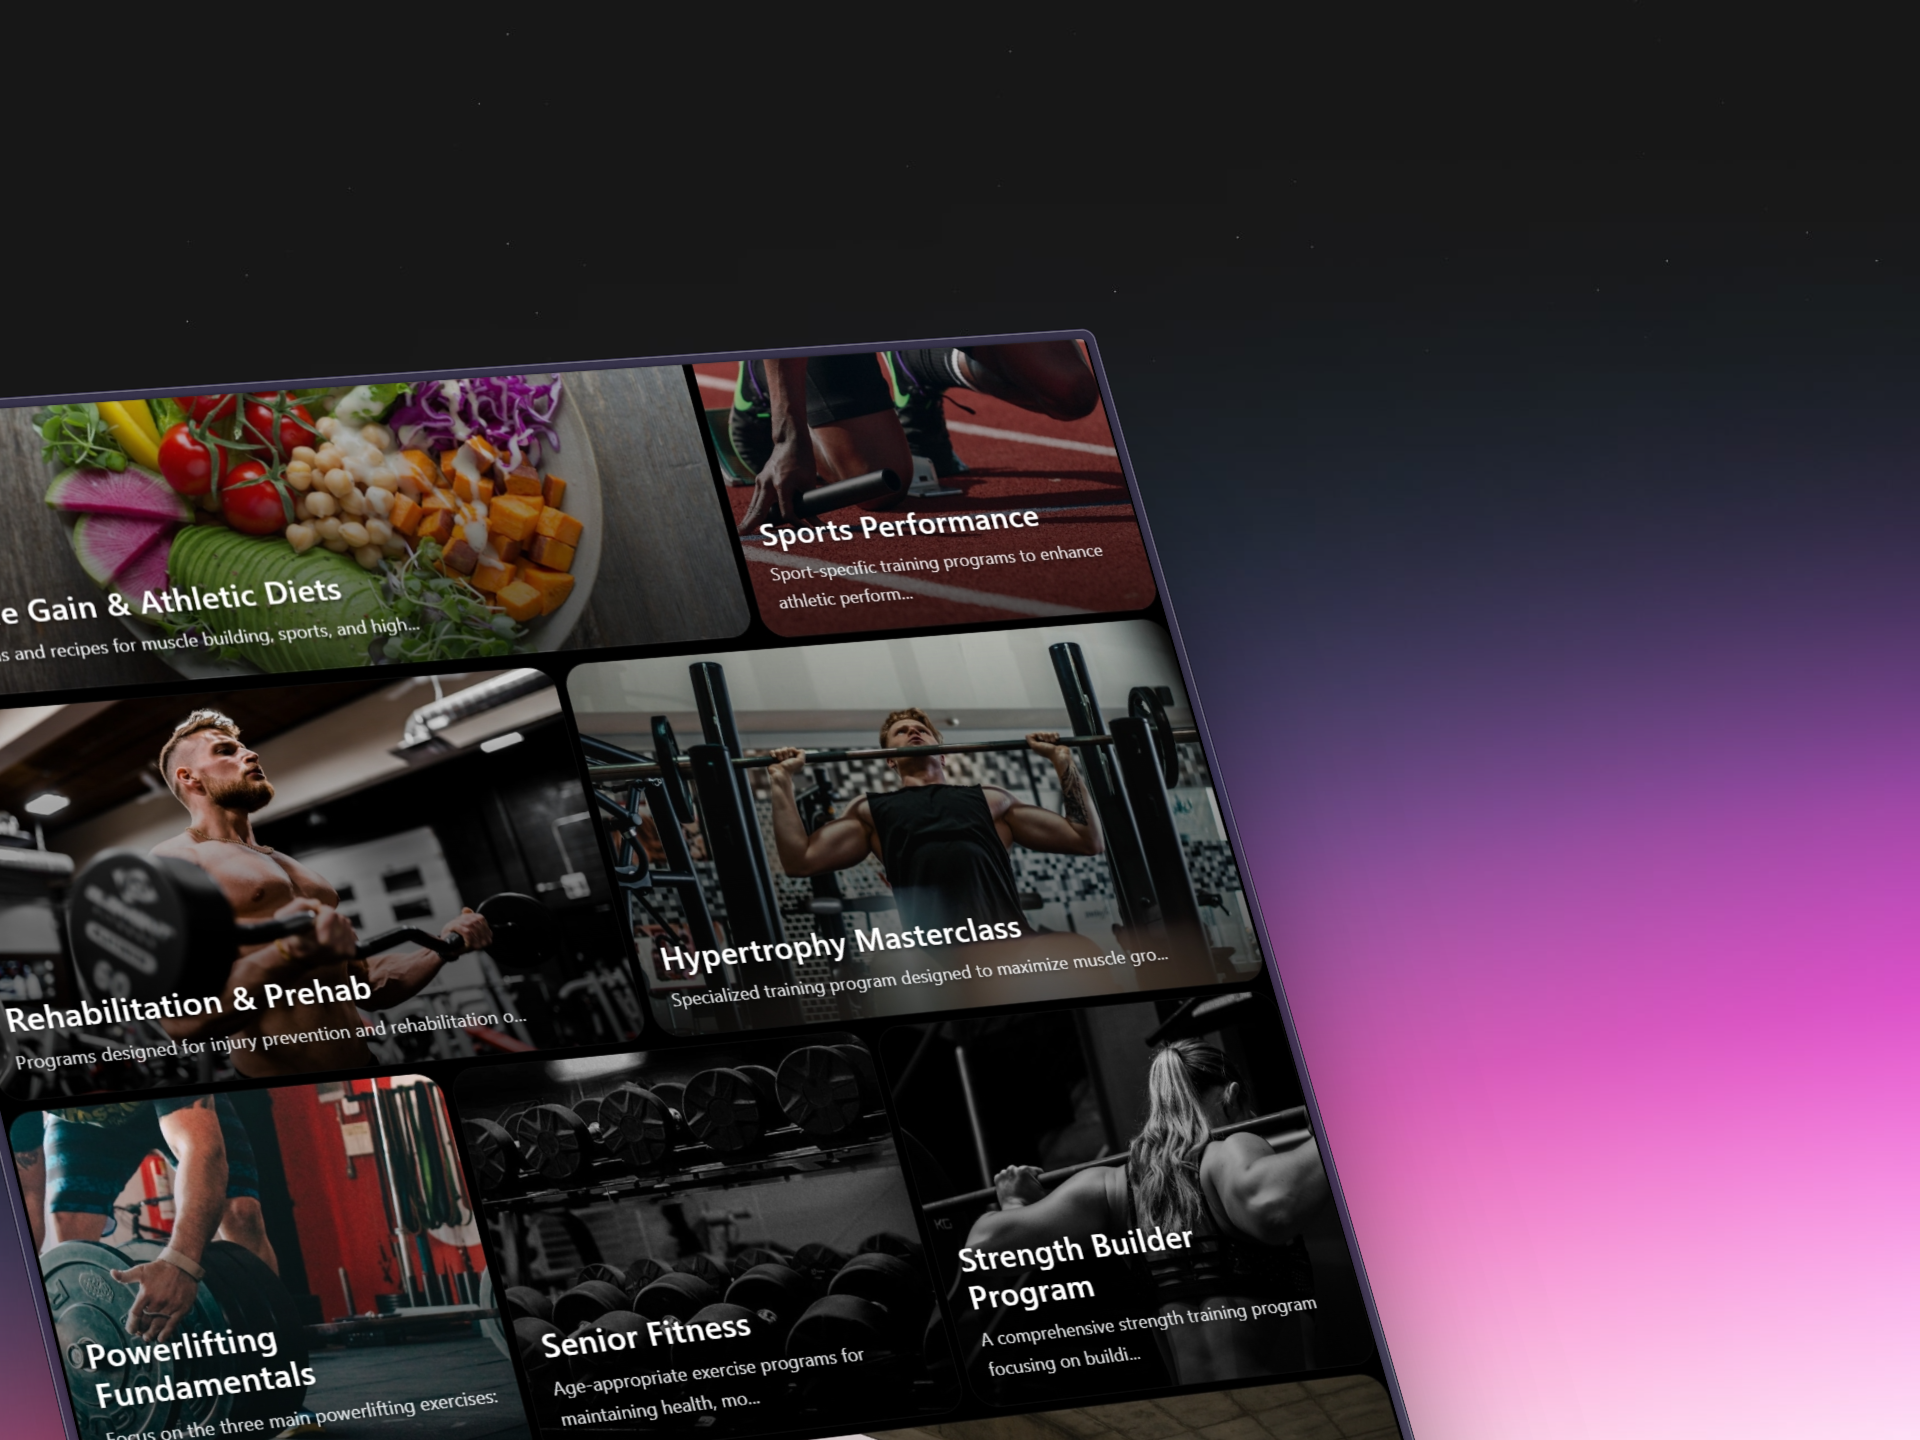 e Gain & Athletic Diets
s and recipes for muscle building, sports, and high...
Sports Performance
Sport-specific training programs to enhance
athletic perform...
Rehabilitation & Prehab
Programs designed for injury prevention and rehabilitation o...
Hypertrophy Masterclass
Specialized training program designed to maximize muscle gro...
Powerlifting
Fundamentals
Focus on the three main powerlifting exercises:
Senior Fitness
Age-appropriate exercise programs for
maintaining health, mo...
KG
Strength Builder
Program
A comprehensive strength training program
focusing on buildi...